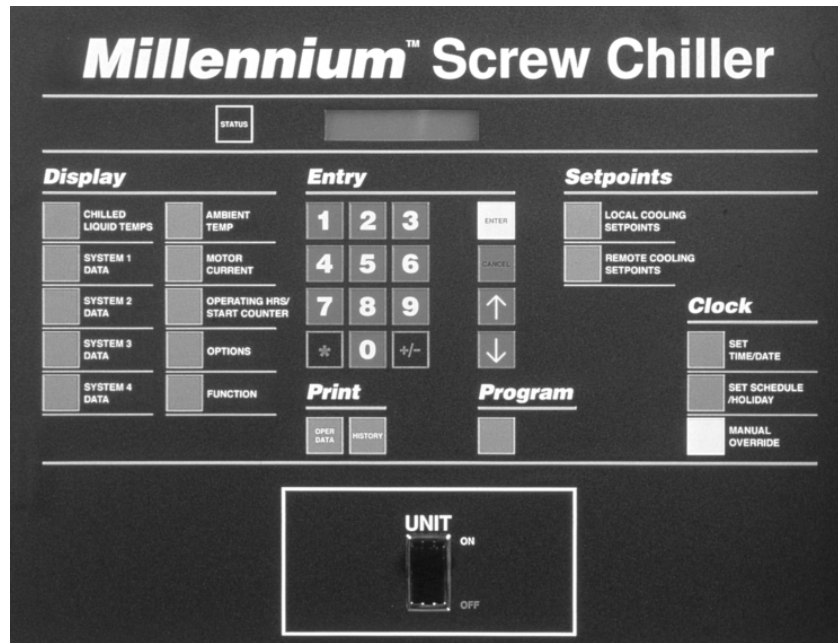 Millennium™ Screw Chiller
STATUS
Display
CHILLED
LIQUID TEMPS
AMBIENT
TEMP
SYSTEM 1
DATA
MOTOR
CURRENT
SYSTEM 2
DATA
OPERATING HRS/
START COUNTER
SYSTEM 3
DATA
OPTIONS
SYSTEM 4
DATA
FUNCTION
Entry
1 2 3
ENTER
4 5 6
CANCEL
7 8 9
↑
* 0 +/-
↓
Print
OPER
DATA
HISTORY
Program
Setpoints
LOCAL COOLING
SETPOINTS
REMOTE COOLING
SETPOINTS
Clock
SET
TIME/DATE
SET SCHEDULE
/HOLIDAY
MANUAL
OVERRIDE
UNIT
ON
OFF